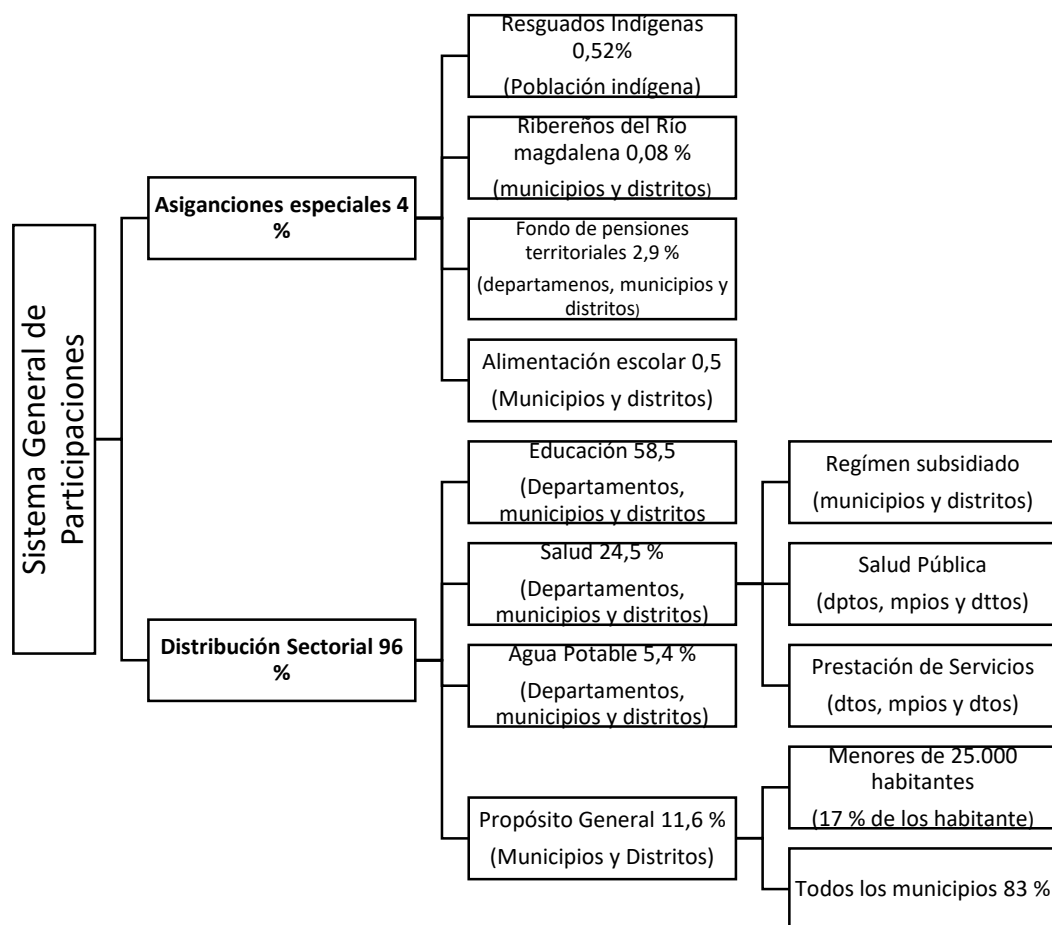 Sistema General de
Participaciones
Asiganciones especiales 4
%
Resguados Indígenas
0,52%
(Población indígena)
Ribereños del Río
magdalena 0,08 %
(municipios y distritos)
Fondo de pensiones
territoriales 2,9 %
(departamenos, municipios y
distritos)
Alimentación escolar 0,5
(Municipios y distritos)
Distribución Sectorial 96
%
Educación 58,5
(Departamentos,
municipios y distritos
Salud 24,5 %
(Departamentos,
municipios y distritos)
Regímen subsidiado
(municipios y distritos)
Salud Pública
(dptos, mpios y dttos)
Prestación de Servicios
(dtos, mpios y dtos)
Agua Potable 5,4 %
(Departamentos,
municipios y distritos)
Propósito General 11,6 %
(Municipios y Distritos)
Menores de 25.000
habitantes
(17 % de los habitante)
Todos los municipios 83 %